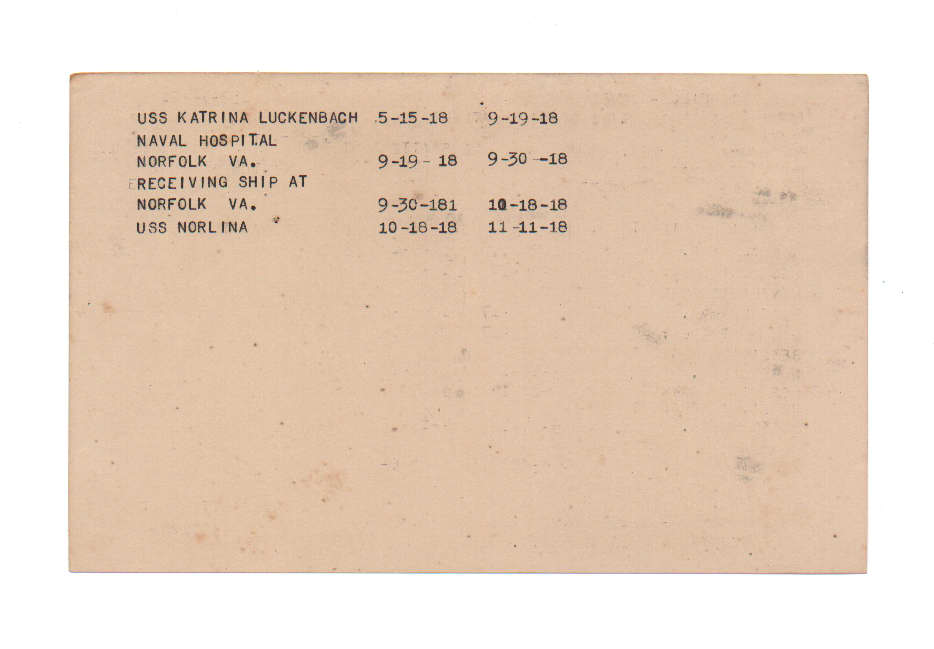 USS KATRINA LUCKENBACH 5-15-18 9-19-18
NAVAL HOSPITAL
NORFOLK VA. 9-19-18 9-30-18
RECEIVING SHIP AT
NORFOLK VA. 9-30-181 10-18-18
USS NORLINA 10-18-18 11-11-18